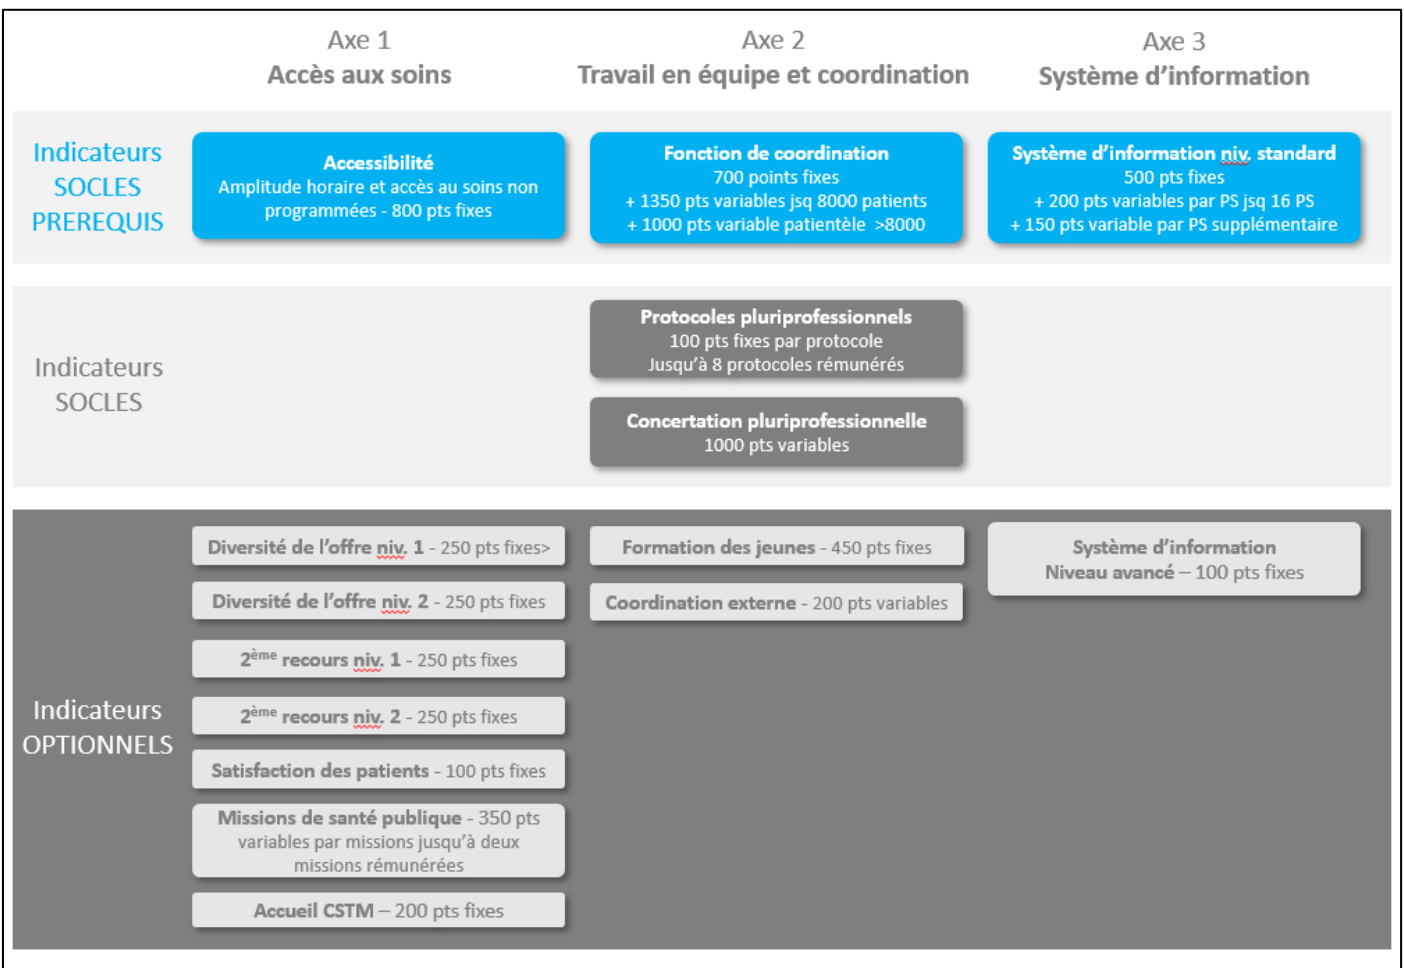 Axe 1
Accès aux soins
Axe 2
Travail en équipe et coordination
Axe 3
Système d'information
Indicateurs
SOCLES
PREREQUIS
Accessibilité
Amplitude horaire et accès au soins non
programmées - 800 pts fixes
Fonction de coordination
700 points fixes
+ 1350 pts variables jsq 8000 patients
+ 1000 pts variable patientèle >8000
Système d'information niv. standard
500 pts fixes
+ 200 pts variables par PS jsq 16 PS
+ 150 pts variable par PS supplémentaire
Indicateurs
SOCLES
Protocoles pluriprofessionnels
100 pts fixes par protocole
Jusqu'à 8 protocoles rémunérés
Concertation pluriprofessionnelle
1000 pts variables
Indicateurs
OPTIONNELS
Diversité de l'offre niv. 1 - 250 pts fixes>
Diversité de l'offre niv. 2 - 250 pts fixes
2ème recours niv. 1 - 250 pts fixes
2ème recours niv. 2 - 250 pts fixes
Satisfaction des patients - 100 pts fixes
Missions de santé publique - 350 pts
variables par missions jusqu'à deux
missions rémunérées
Accueil CSTM – 200 pts fixes
Formation des jeunes - 450 pts fixes
Coordination externe - 200 pts variables
Système d'information
Niveau avancé – 100 pts fixes